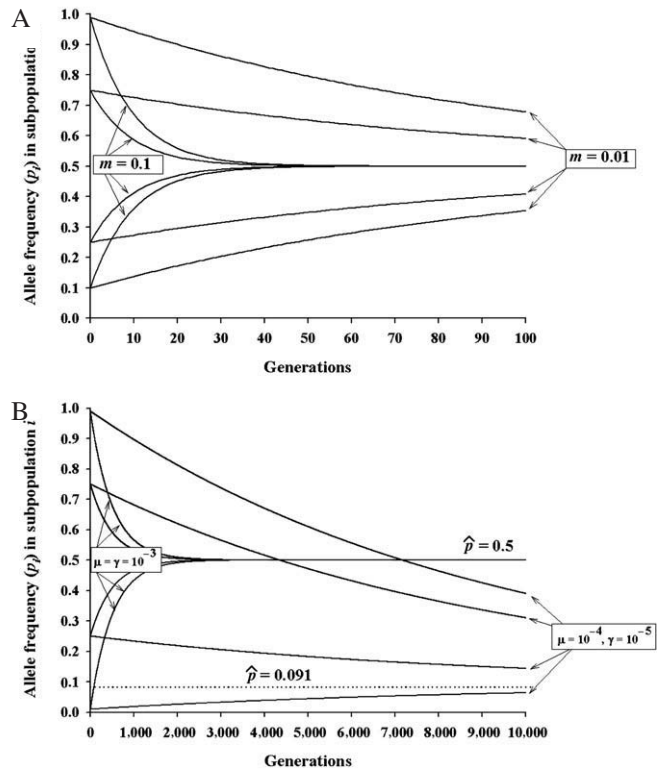 A
Allele frequency (pi) in subpopulatic
1.0
0.9
0.8
0.7
0.6
0.5
0.4
0.3
0.2
0.1
0.0
m = 0.1
m = 0.01
0 10 20 30 40 50 60 70 80 90 100
Generations
B
Allele frequency (pi) in subpopulation i
1.0
0.9
0.8
0.7
0.6
0.5
0.4
0.3
0.2
0.1
0.0
μ = γ = 10⁻³
p̂ = 0.5
μ = 10⁻⁴, γ = 10⁻⁵
p̂ = 0.091
0 1,000 2,000 3,000 4,000 5,000 6,000 7,000 8,000 9,000 10,000
Generations